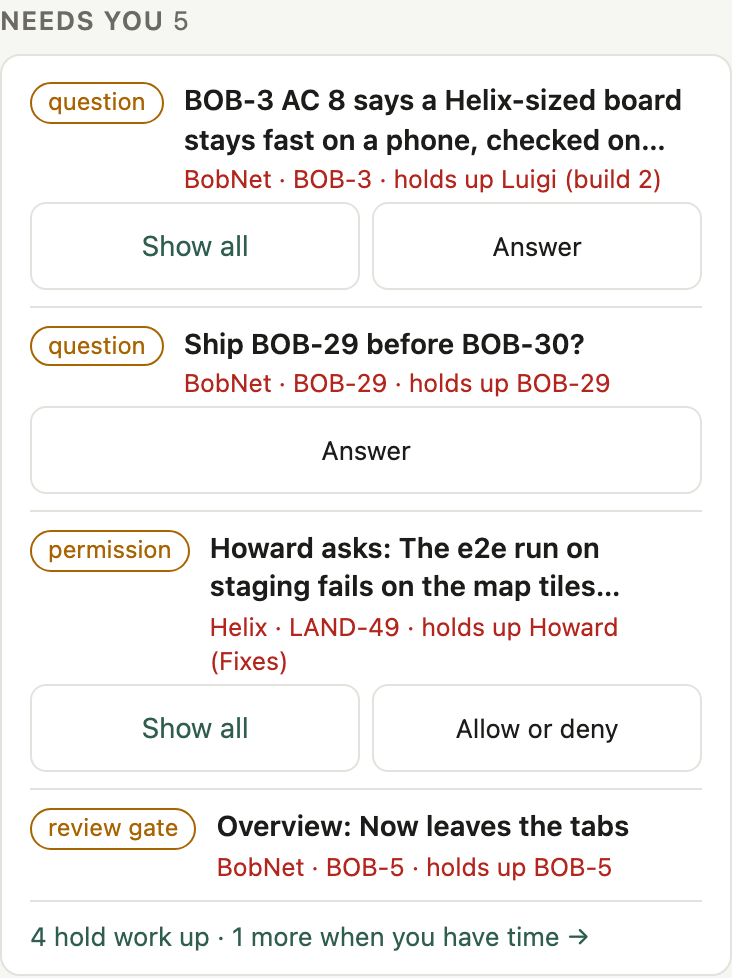 NEEDS YOU 5
question
BOB-3 AC 8 says a Helix-sized board
stays fast on a phone, checked on...
BobNet · BOB-3 · holds up Luigi (build 2)
Show all
Answer
question
Ship BOB-29 before BOB-30?
BobNet · BOB-29 · holds up BOB-29
Answer
permission
Howard asks: The e2e run on
staging fails on the map tiles...
Helix · LAND-49 · holds up Howard
(Fixes)
Show all
Allow or deny
review gate
Overview: Now leaves the tabs
BobNet · BOB-5 · holds up BOB-5
4 hold work up · 1 more when you have time →